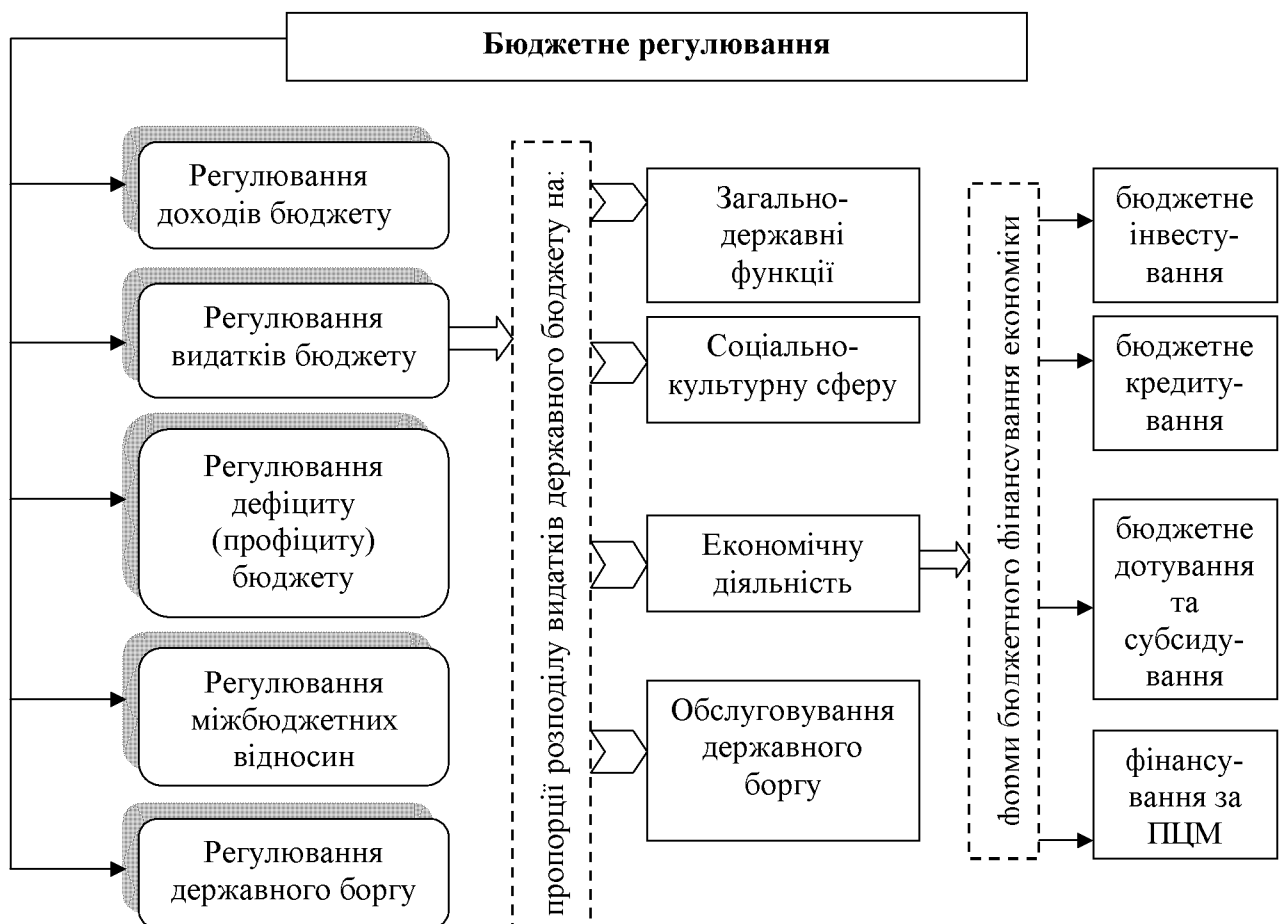 Бюджетне регулювання
Регулювання
доходів бюджету
Регулювання
видатків бюджету
Регулювання
дефіциту
(профіциту)
бюджету
Регулювання
міжбюджетних
відносин
Регулювання
державного боргу
пропорції розподілу видатків державного бюджету на:
Загально-
державні
функції
Соціально-
культурну сферу
Економічну
діяльність
Обслуговування
державного
боргу
форми бюджетного фінансування економіки
бюджетне
інвесту-
вання
бюджетне
кредиту-
вання
бюджетне
дотування
та
субсиду-
вання
фінансу-
вання за
ПЦМ